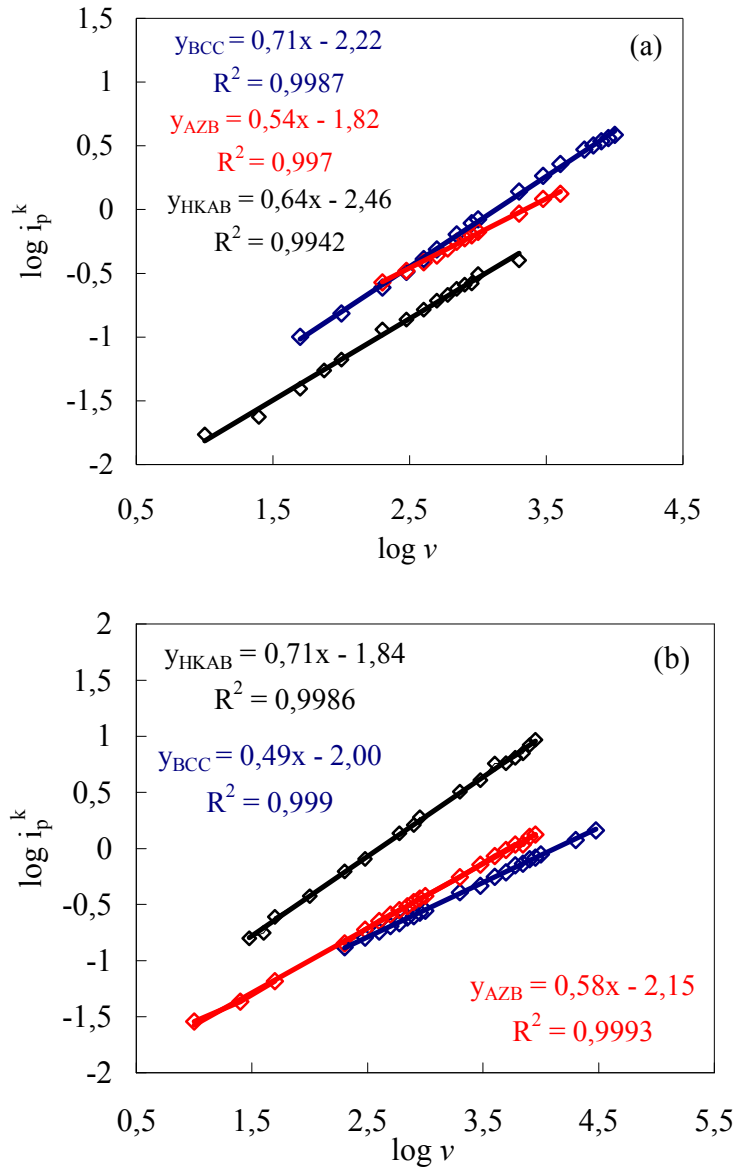 (a)
y_BCC = 0,71x - 2,22
R² = 0,9987
y_AZB = 0,54x - 1,82
R² = 0,997
y_HKAB = 0,64x - 2,46
R² = 0,9942
1,5
1
0,5
0
-0,5
-1
-1,5
-2
log i_p^k
0,5 1,5 2,5 3,5 4,5
log v
(b)
y_HKAB = 0,71x - 1,84
R² = 0,9986
y_BCC = 0,49x - 2,00
R² = 0,999
y_AZB = 0,58x - 2,15
R² = 0,9993
2
1,5
1
0,5
0
-0,5
-1
-1,5
-2
log i_p^k
0,5 1,5 2,5 3,5 4,5 5,5
log v